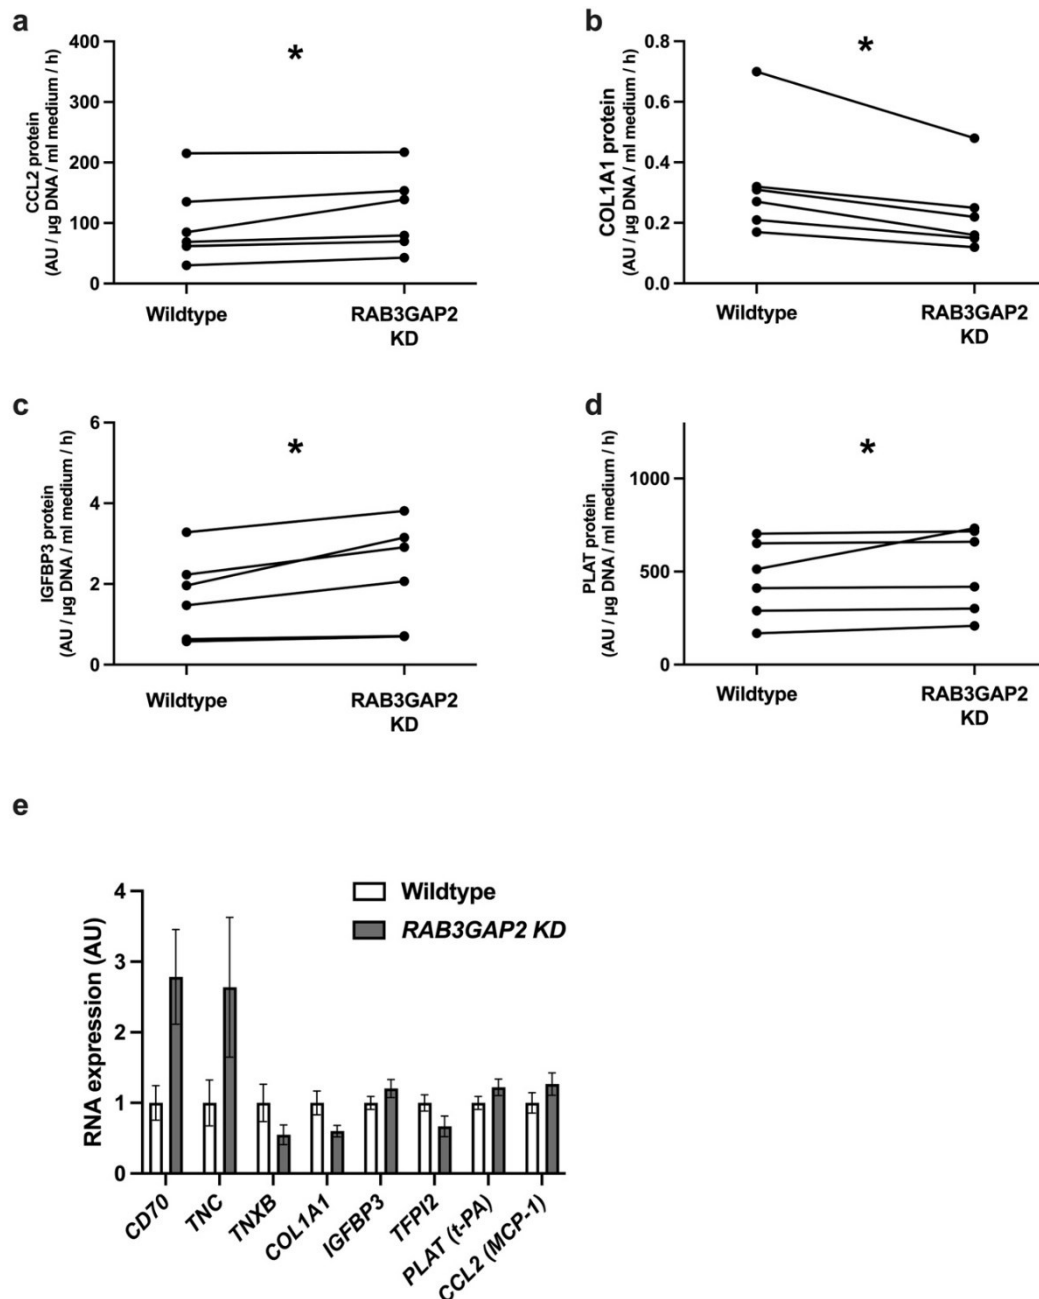 a
CCL2 protein
(AU / µg DNA / ml medium / h)
400
300
200
100
0
*
Wildtype
RAB3GAP2
KD
b
COL1A1 protein
(AU / µg DNA / ml medium / h)
0.8
0.6
0.4
0.2
0.0
*
Wildtype
RAB3GAP2
KD
c
IGFBP3 protein
(AU / µg DNA / ml medium / h)
6
4
2
0
*
Wildtype
RAB3GAP2
KD
d
PLAT protein
(AU / µg DNA / ml medium / h)
1000
500
0
*
Wildtype
RAB3GAP2
KD
e
RNA expression (AU)
4
3
2
1
0
Wildtype
RAB3GAP2 KD
CD70
TNC
TNXB
COL1A1
IGFBP3
TFPI2
PLAT (t-PA)
CCL2 (MCP-1)